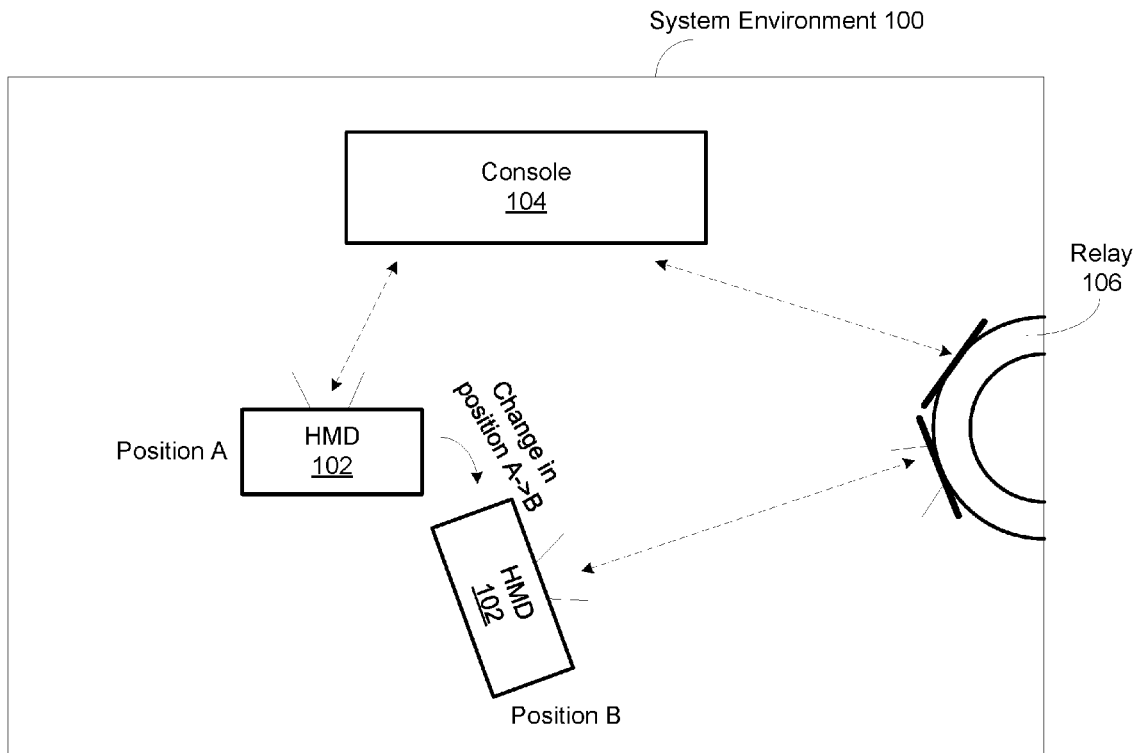 System Environment 100
Console
104
Relay
106
Position A
HMD
102
Change in
position A->B
HMD
102
Position B